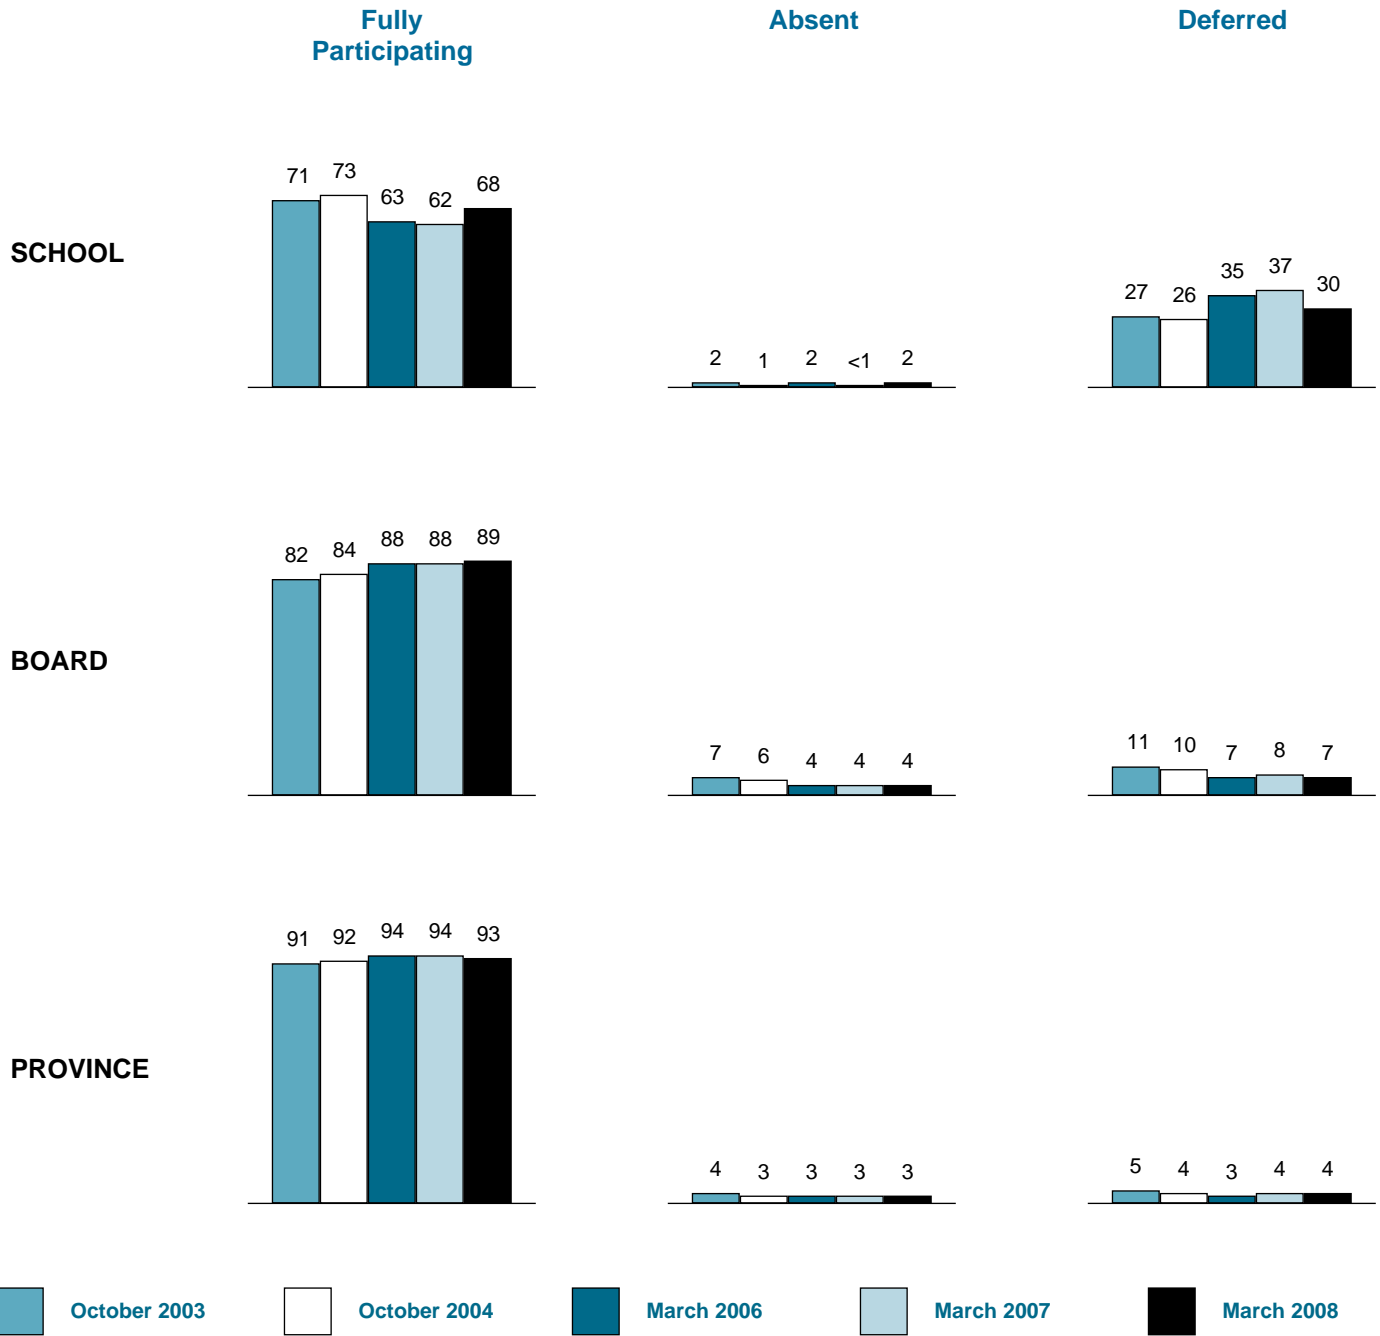 Fully
Participating
Absent
Deferred
SCHOOL
71 73 63 62 68
2 1 2 <1 2
27 26 35 37 30
BOARD
82 84 88 88 89
7 6 4 4 4
11 10 7 8 7
PROVINCE
91 92 94 94 93
4 3 3 3 3
5 4 3 4 4
October 2003 October 2004 March 2006 March 2007 March 2008